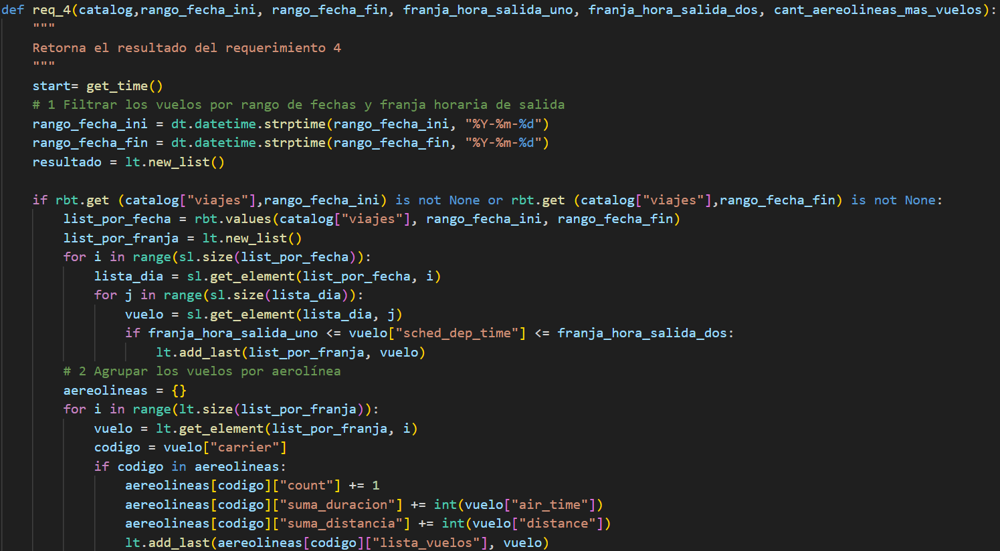 def req_4(catalog,rango_fecha_ini, rango_fecha_fin, franja_hora_salida_uno, franja_hora_salida_dos, cant_aereolineas_mas_vuelos):
    """
    Retorna el resultado del requerimiento 4
    """
    start= get_time()
    # 1 Filtrar los vuelos por rango de fechas y franja horaria de salida
    rango_fecha_ini = dt.datetime.strptime(rango_fecha_ini, "%Y-%m-%d")
    rango_fecha_fin = dt.datetime.strptime(rango_fecha_fin, "%Y-%m-%d")
    resultado = lt.new_list()

    if rbt.get (catalog["viajes"],rango_fecha_ini) is not None or rbt.get (catalog["viajes"],rango_fecha_fin) is not None:
        list_por_fecha = rbt.values(catalog["viajes"], rango_fecha_ini, rango_fecha_fin)
        list_por_franja = lt.new_list()
        for i in range(sl.size(list_por_fecha)):
            lista_dia = sl.get_element(list_por_fecha, i)
            for j in range(sl.size(lista_dia)):
                vuelo = sl.get_element(lista_dia, j)
                if franja_hora_salida_uno <= vuelo["sched_dep_time"] <= franja_hora_salida_dos:
                    lt.add_last(list_por_franja, vuelo)
        # 2 Agrupar los vuelos por aerolínea
        aereolineas = {}
        for i in range(lt.size(list_por_franja)):
            vuelo = lt.get_element(list_por_franja, i)
            codigo = vuelo["carrier"]
            if codigo in aereolineas:
                aereolineas[codigo]["count"] += 1
                aereolineas[codigo]["suma_duracion"] += int(vuelo["air_time"])
                aereolineas[codigo]["suma_distancia"] += int(vuelo["distance"])
                lt.add_last(aereolineas[codigo]["lista_vuelos"], vuelo)